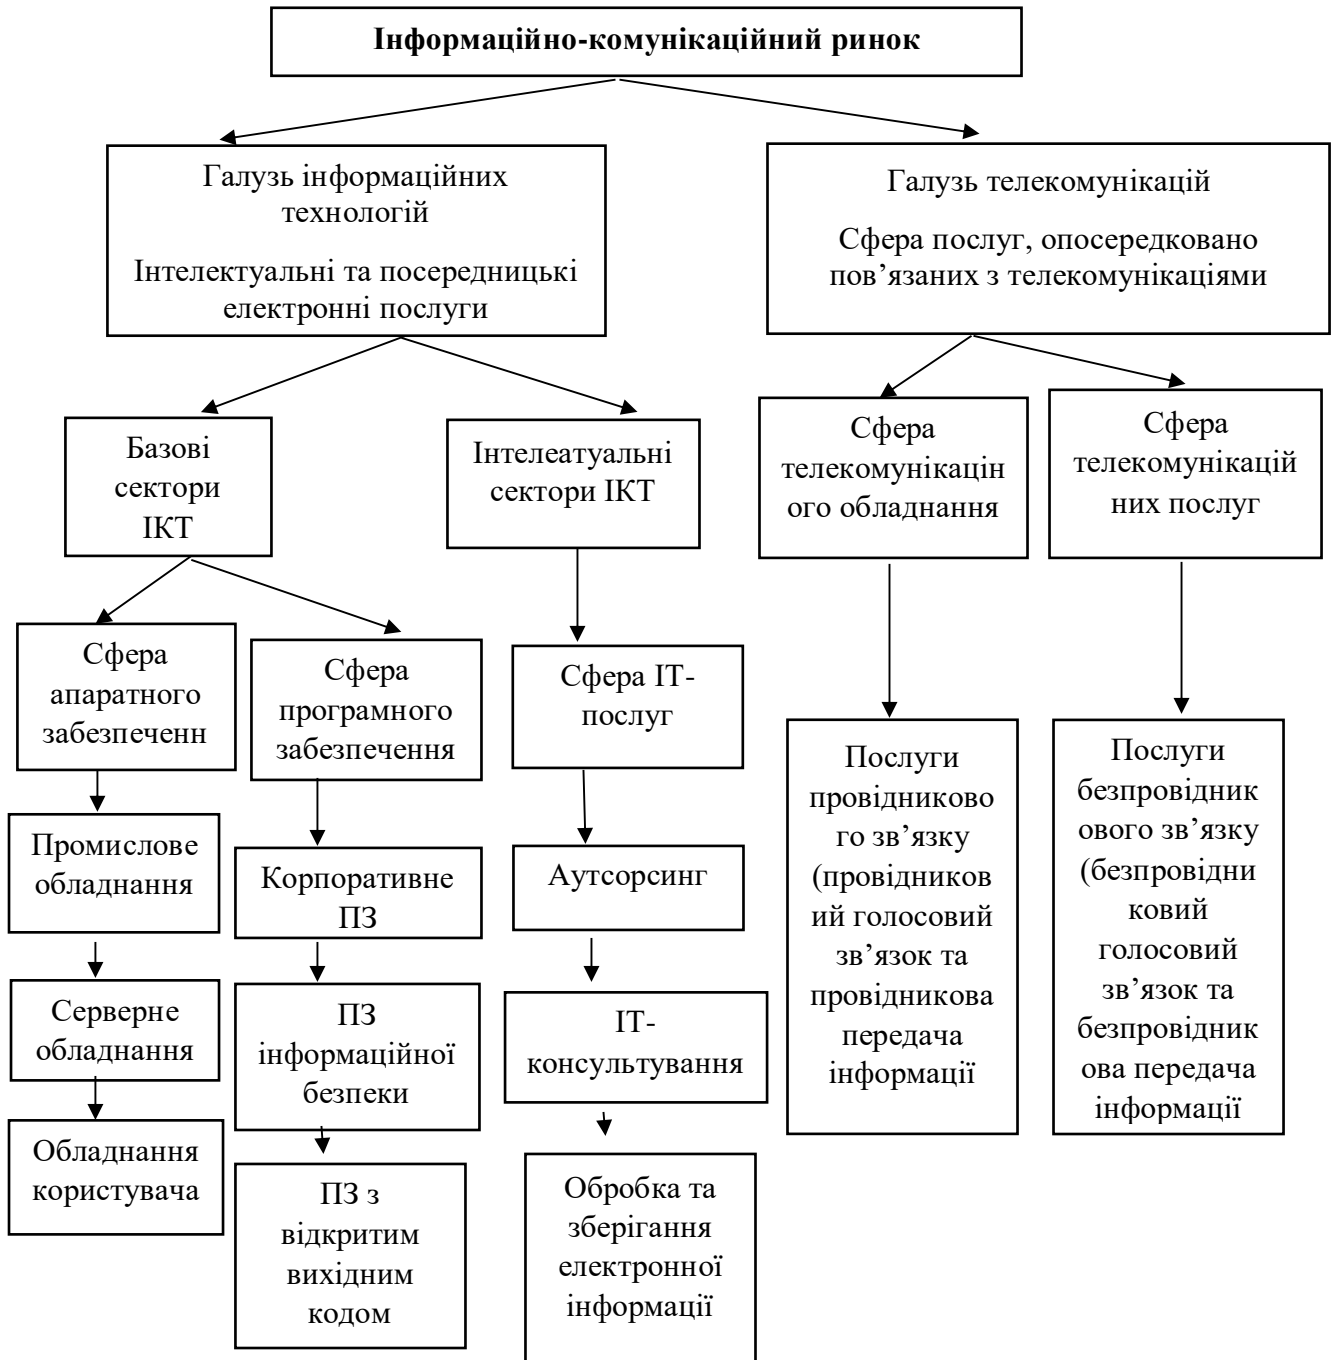 Інформаційно-комунікаційний ринок
Галузь інформаційних
технологій
Інтелектуальні та посередницькі
електронні послуги
Галузь телекомунікацій
Сфера послуг, опосередковано
пов’язаних з телекомунікаціями
Базові
сектори
ІКТ
Інтелеатуальні
сектори ІКТ
Сфера
телекомунікацін
ого обладнання
Сфера
телекомунікацій
них послуг
Сфера
апаратного
забезпеченн
Сфера
програмного
забезпечення
Сфера ІТ-
послуг
Послуги
провідниково
го зв’язку
(провідников
ий голосовий
зв’язок та
провідникова
передача
інформації
Послуги
безпровідник
ового зв’язку
(безпровідни
ковий
голосовий
зв’язок та
безпровідник
ова передача
інформації
Промислове
обладнання
Корпоративне
ПЗ
Аутсорсинг
Серверне
обладнання
ПЗ
інформаційної
безпеки
ІТ-
консультування
Обладнання
користувача
ПЗ з
відкритим
вихідним
кодом
Обробка та
зберігання
електронної
інформації